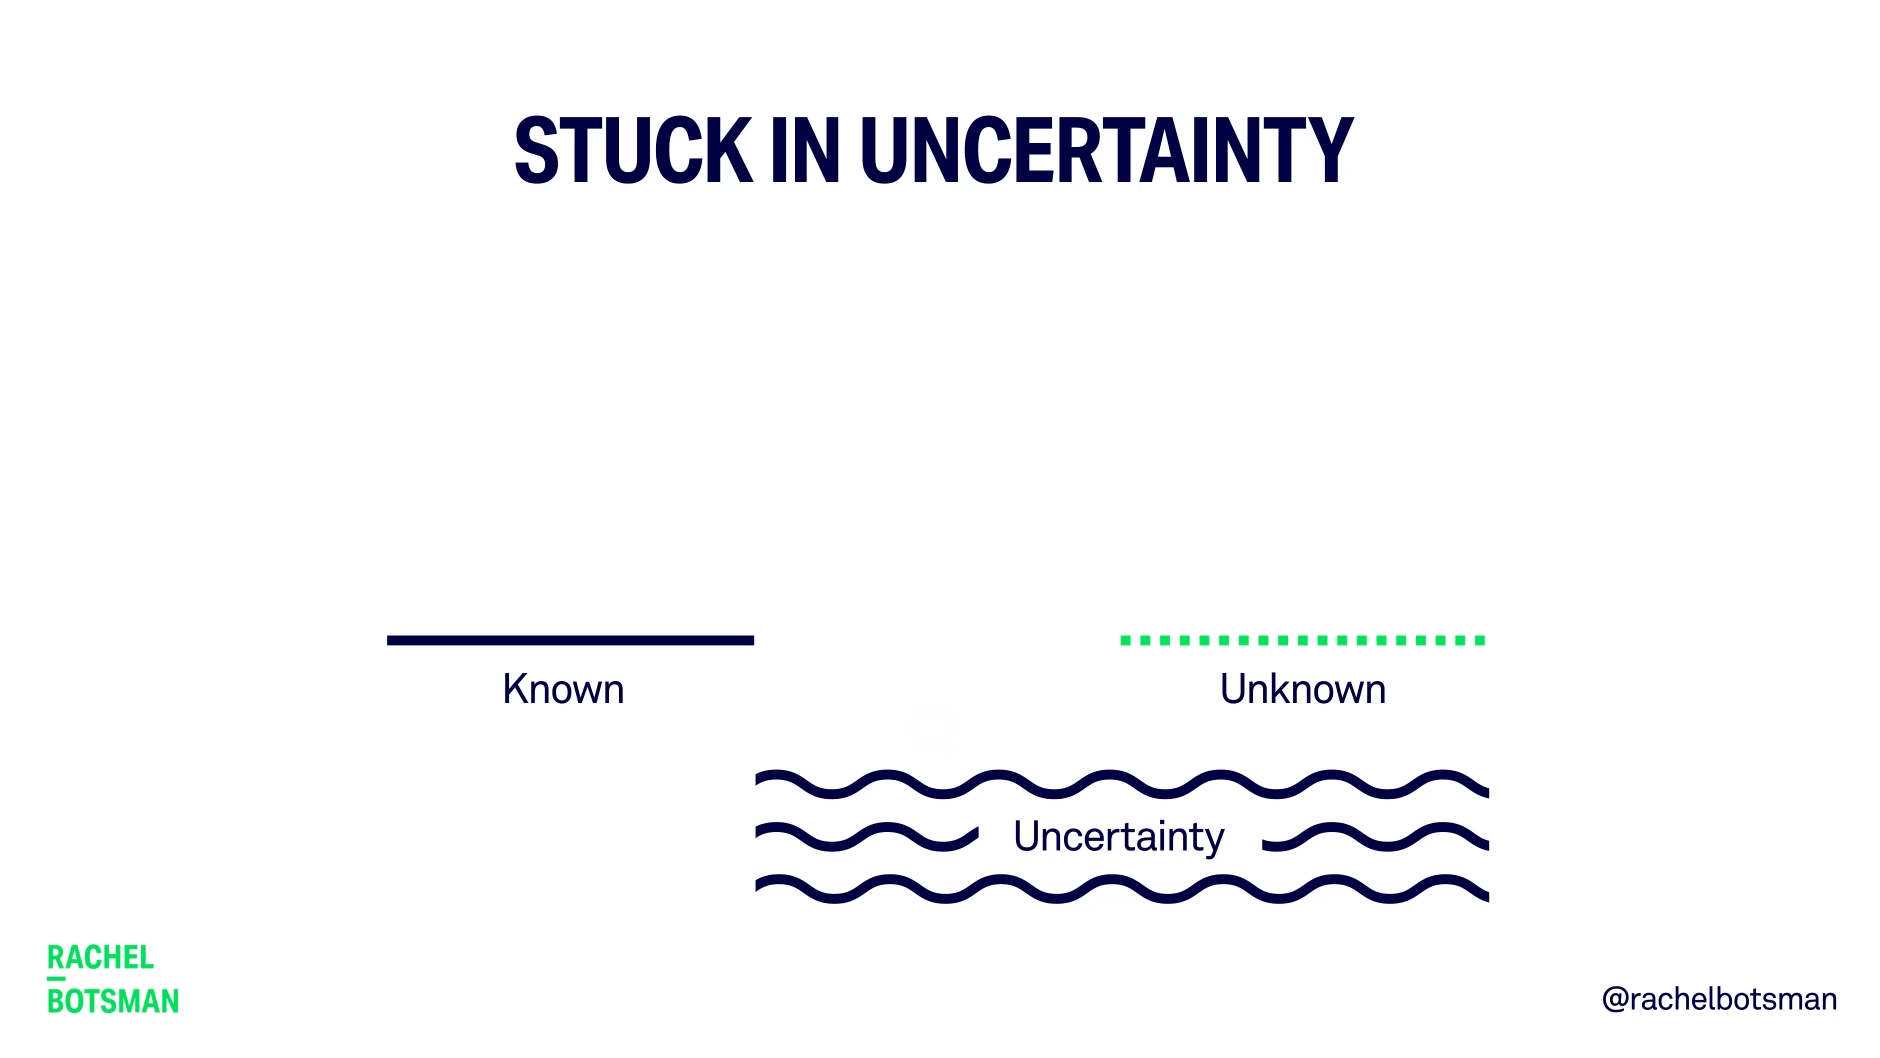 STUCK IN UNCERTAINTY
Known
Unknown
Uncertainty
RACHEL
BOTSMAN
@rachelbotsman